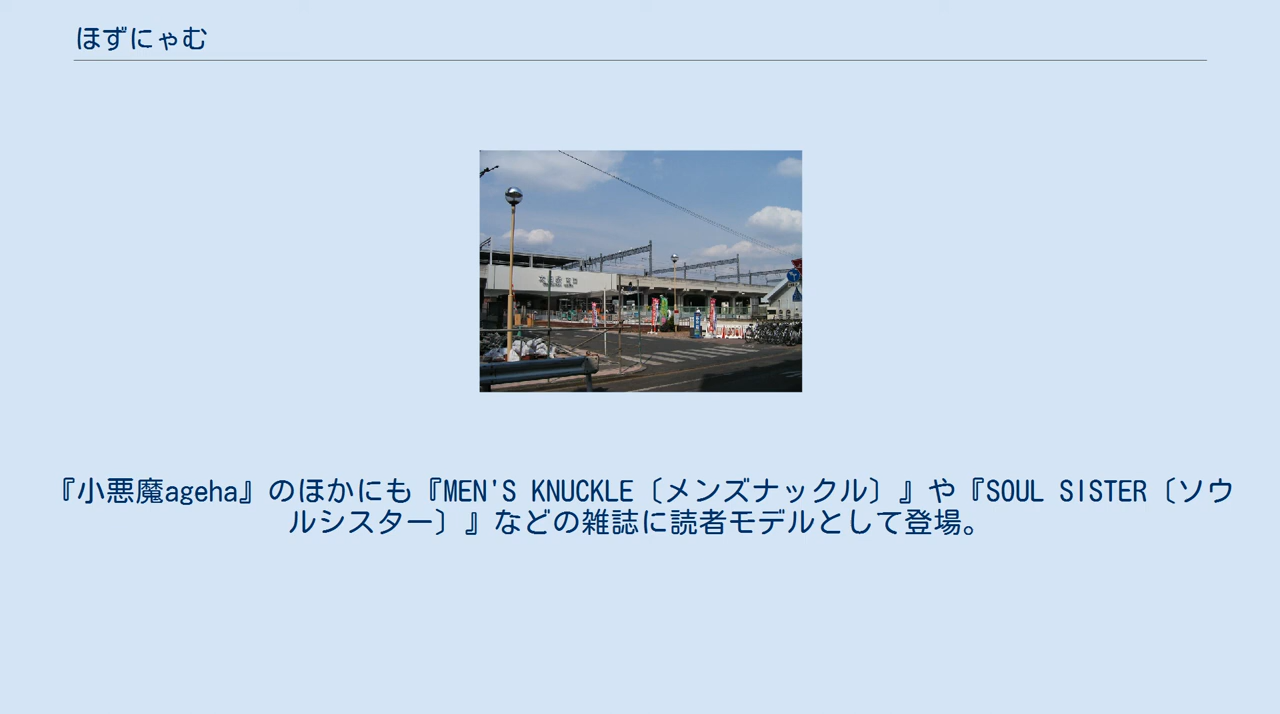 ほずにゃむ
『小悪魔ageha』のほかにも『MEN'S KNUCKLE〔メンズナックル〕』や『SOUL SISTER〔ソウ
ルシスター〕』などの雑誌に読者モデルとして登場。